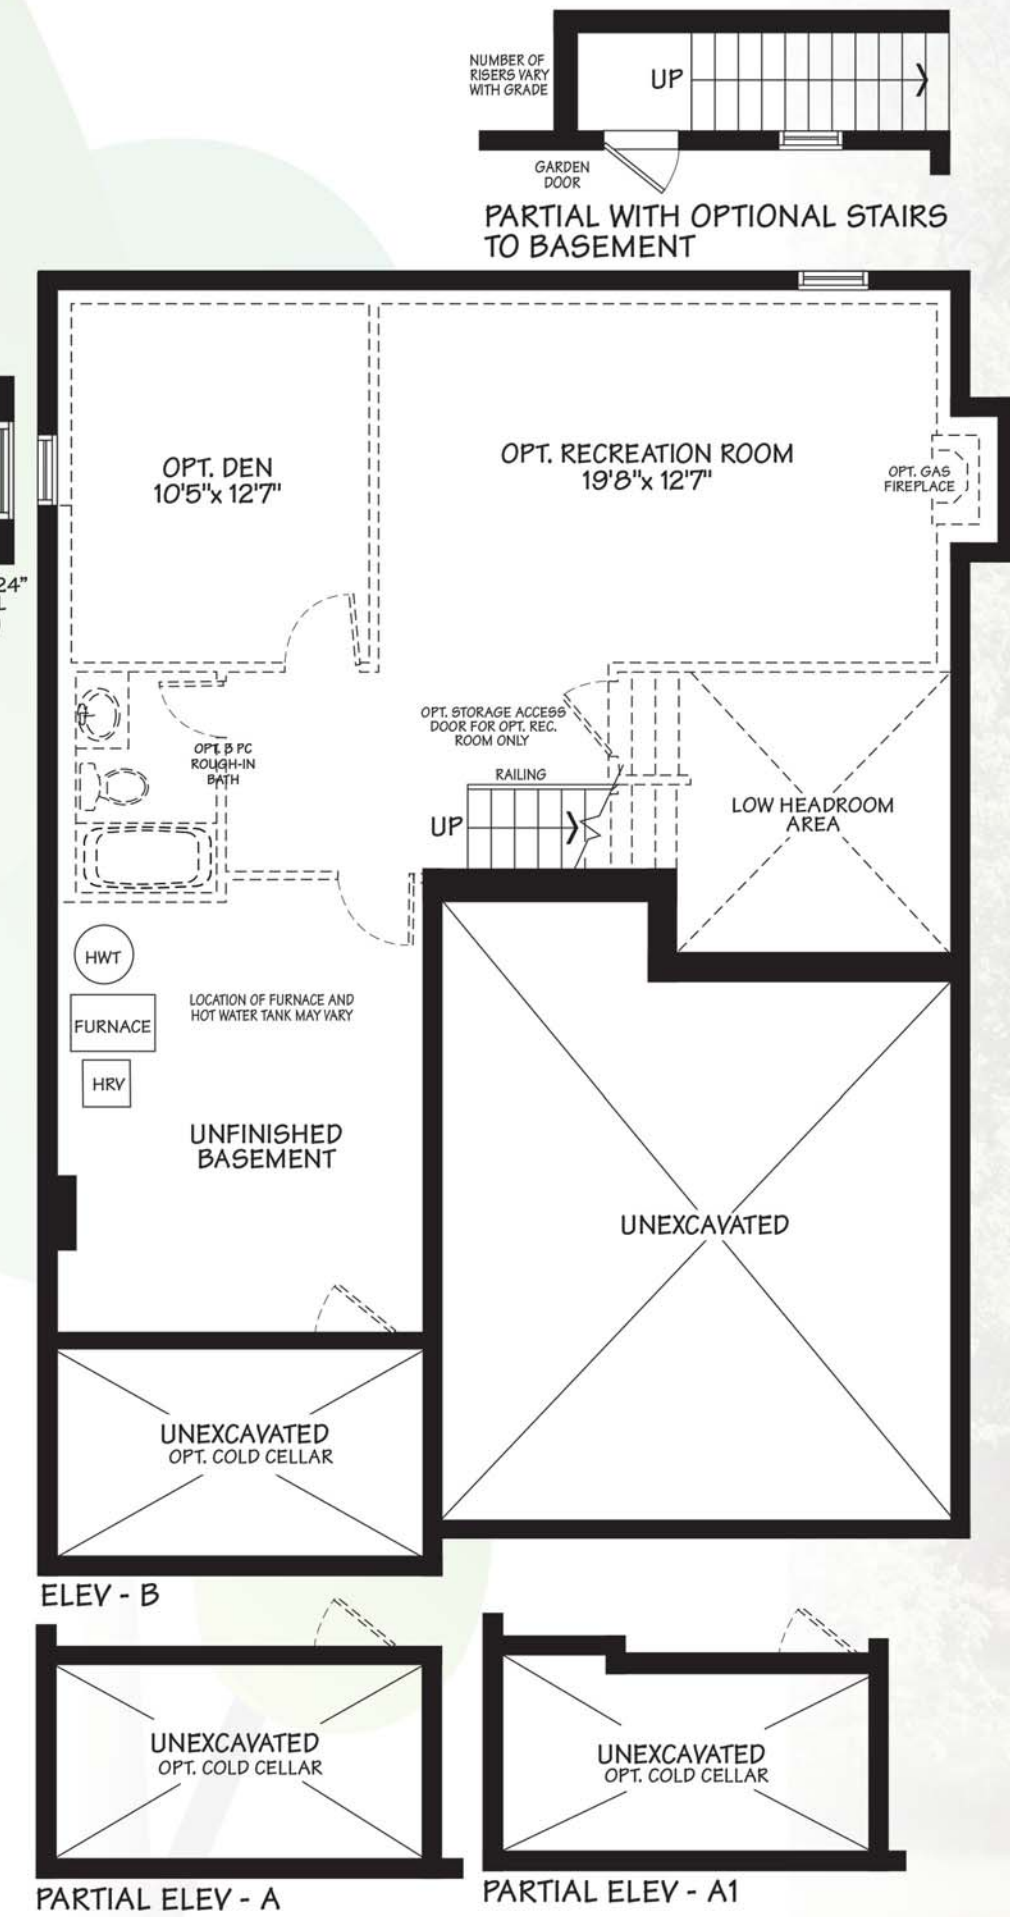 NUMBER OF
RISERS VARY
WITH GRADE
UP
GARDEN
DOOR
PARTIAL WITH OPTIONAL STAIRS
TO BASEMENT
OPT. DEN
10'5"x 12'7"
OPT. RECREATION ROOM
19'8"x 12'7"
OPT. GAS
FIREPLACE
24"
OPT. 3 PC
ROUGH-IN
BATH
OPT. STORAGE ACCESS
DOOR FOR OPT. REC.
ROOM ONLY
RAILING
UP
LOW HEADROOM
AREA
HWT
FURNACE
HRV
LOCATION OF FURNACE AND
HOT WATER TANK MAY VARY
UNFINISHED
BASEMENT
UNEXCAVATED
UNEXCAVATED
OPT. COLD CELLAR
ELEV - B
UNEXCAVATED
OPT. COLD CELLAR
PARTIAL ELEV - A
UNEXCAVATED
OPT. COLD CELLAR
PARTIAL ELEV - A1